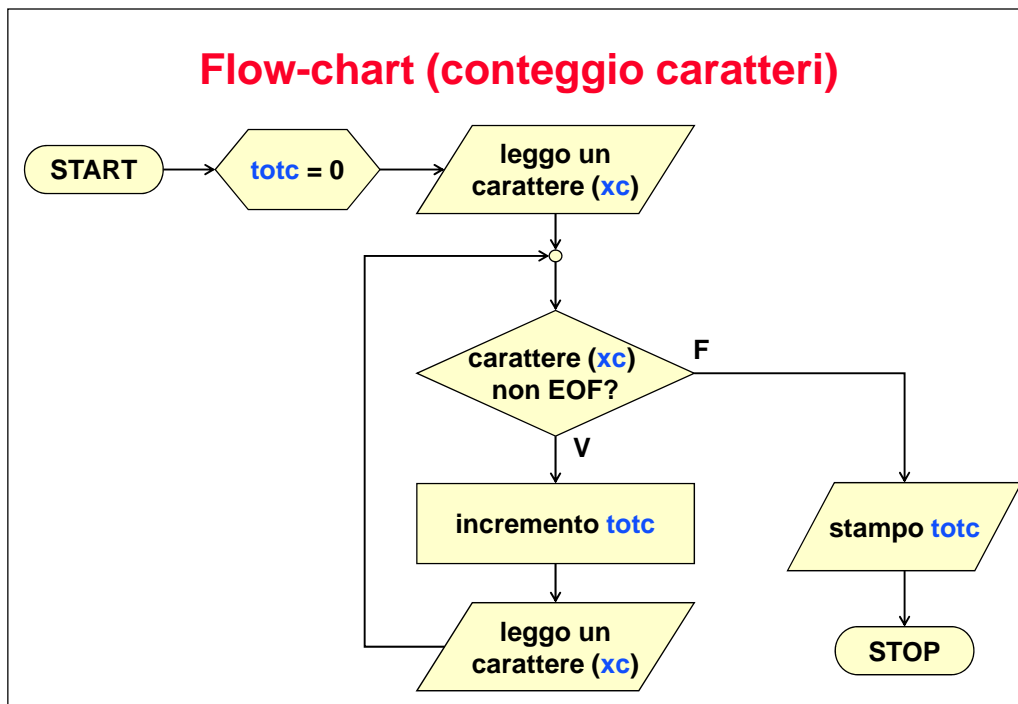 Flow-chart (conteggio caratteri)
START
totc = 0
leggo un
carattere (xc)
carattere (xc)
non EOF?
F
V
incremento totc
stampo totc
leggo un
carattere (xc)
STOP